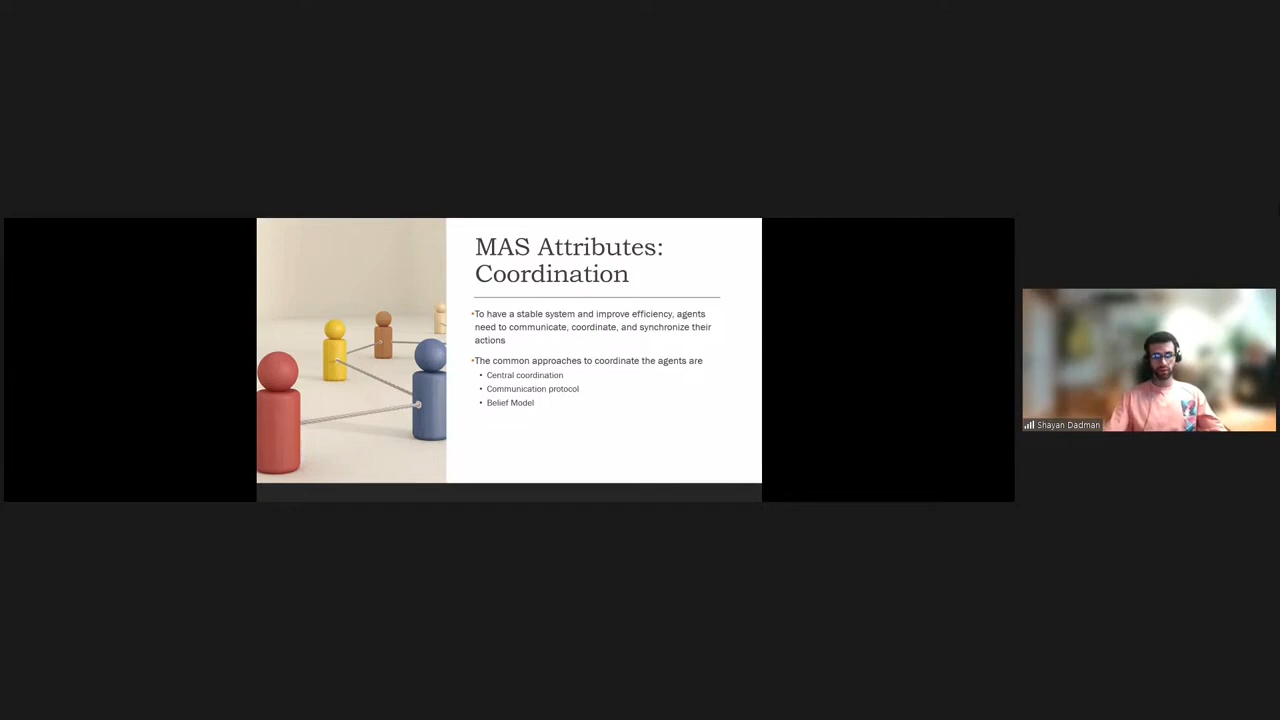 MAS Attributes:
Coordination
•To have a stable system and improve efficiency, agents
need to communicate, coordinate, and synchronize their
actions
•The common approaches to coordinate the agents are
• Central coordination
• Communication protocol
• Belief Model
Shayan Dadman